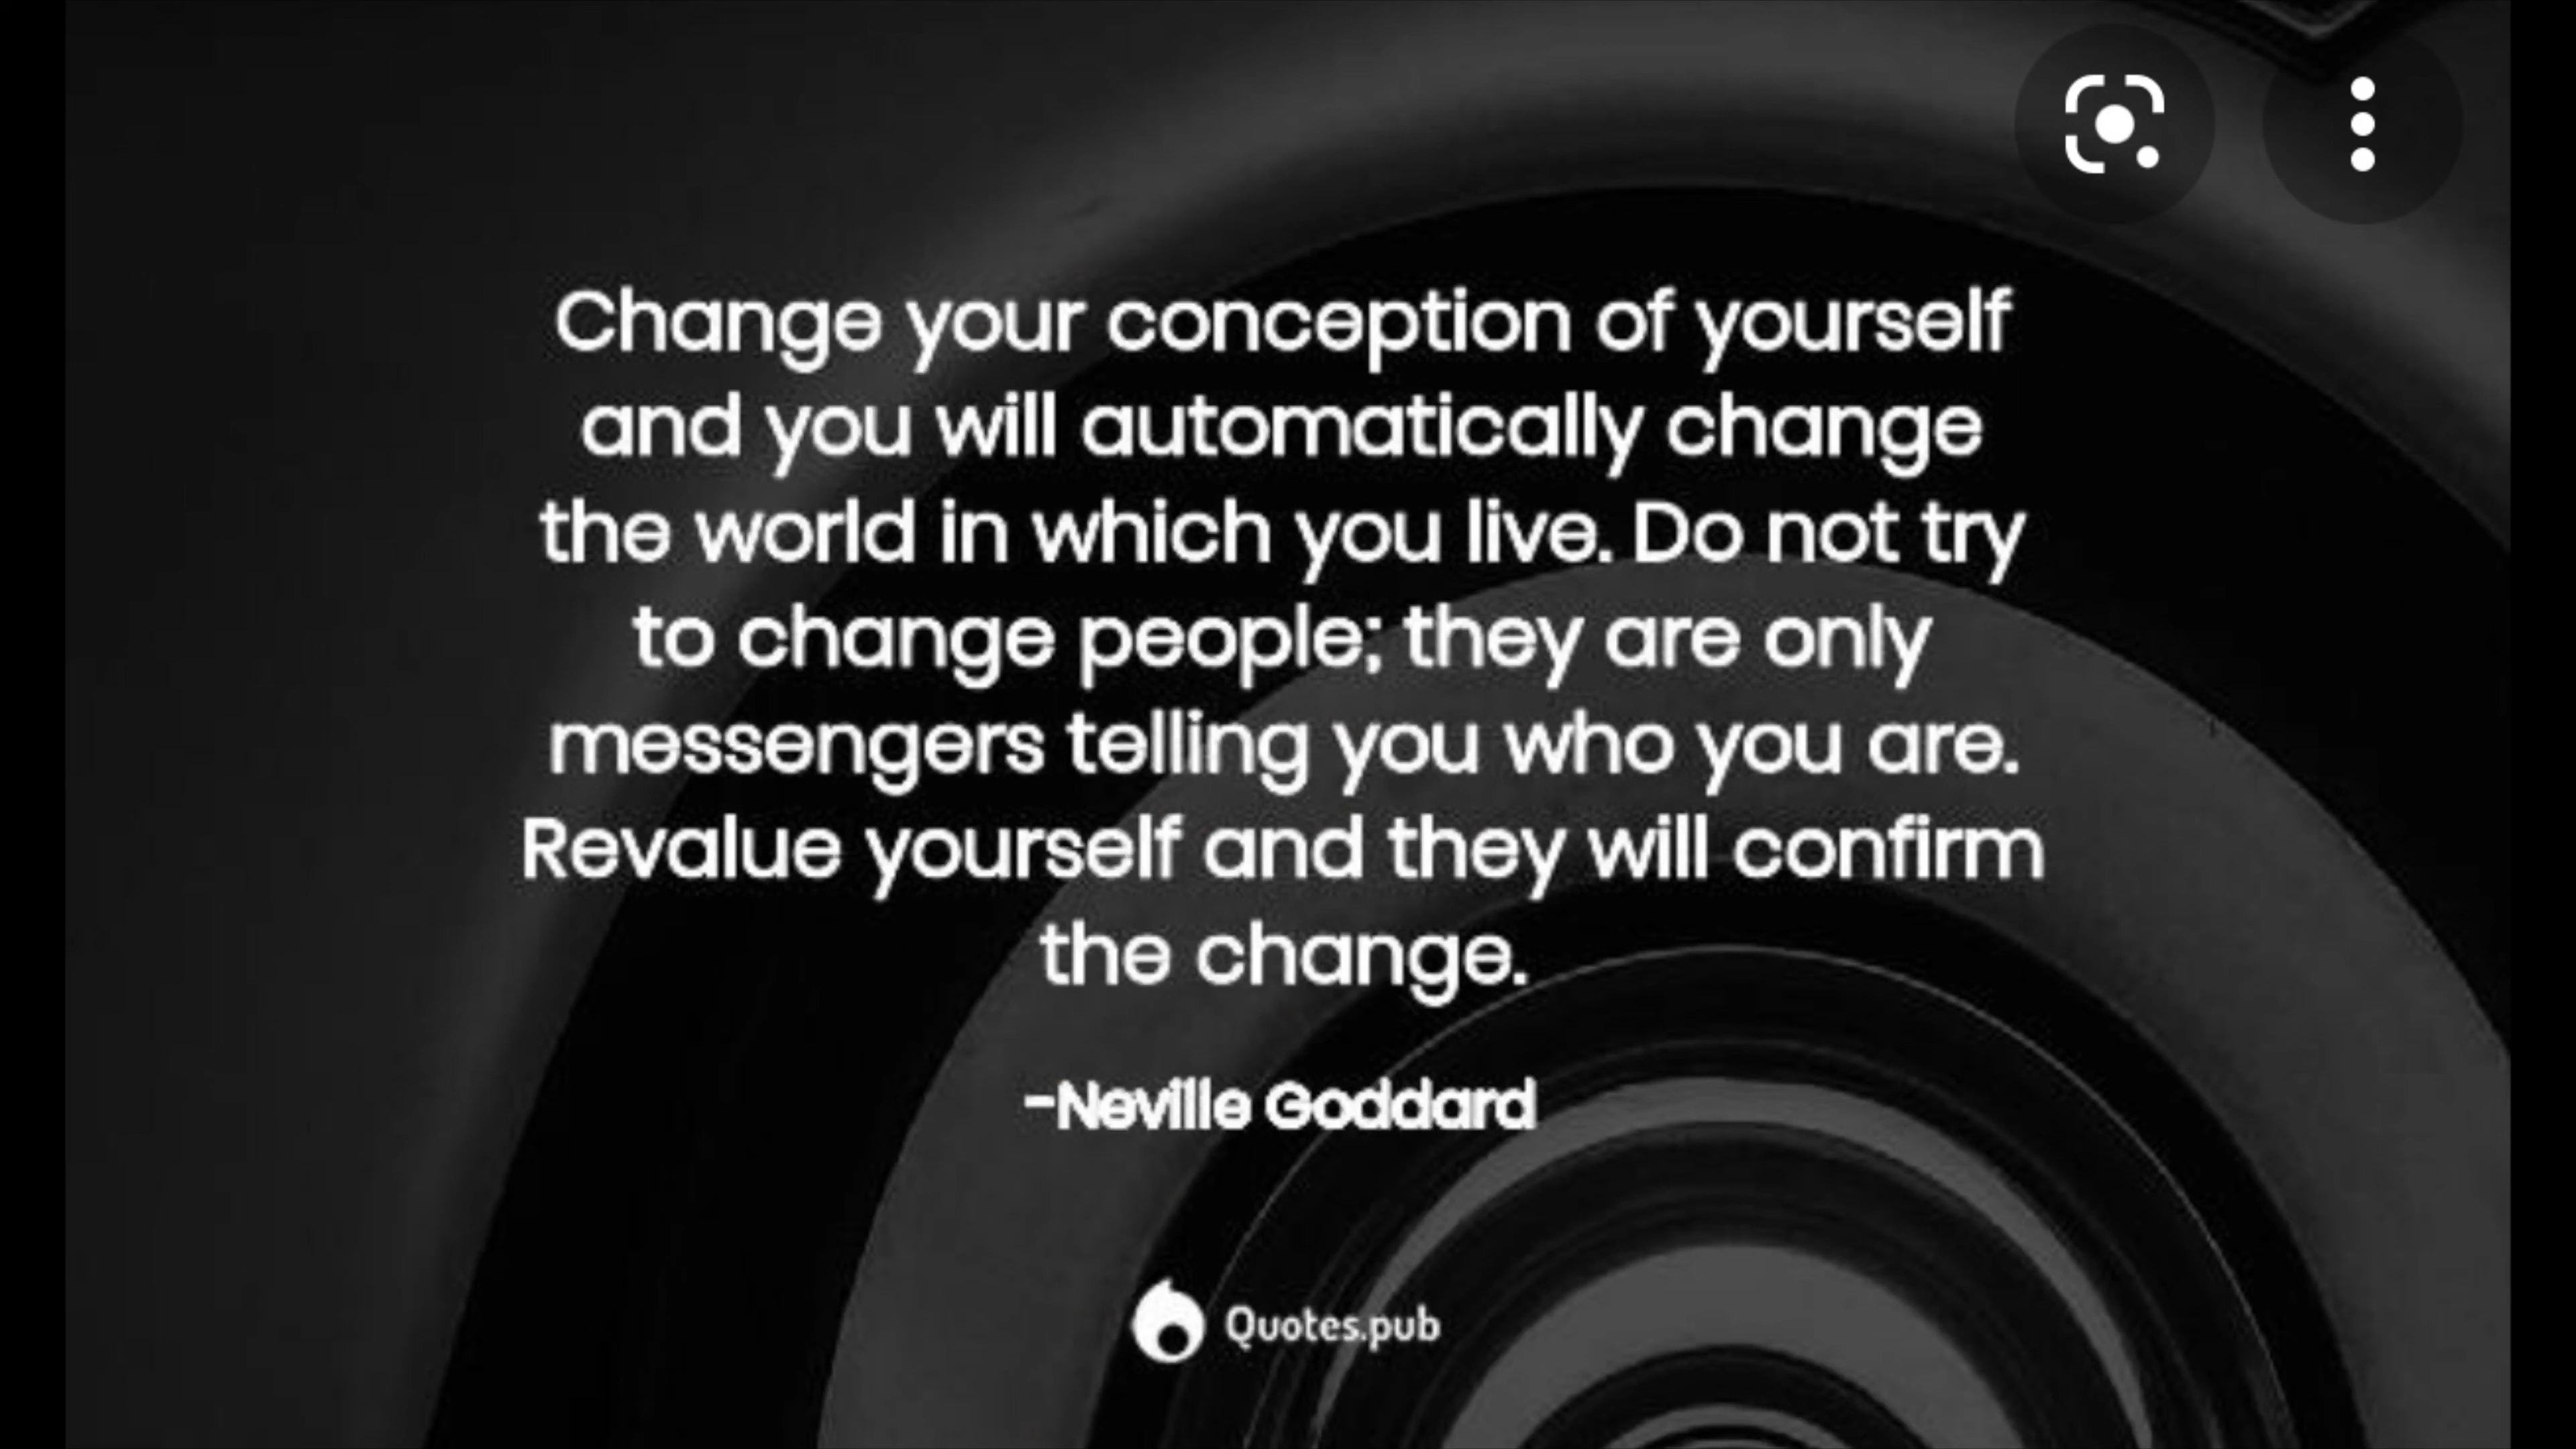 Change your conception of yourself
and you will automatically change
the world in which you live. Do not try
to change people; they are only
messengers telling you who you are.
Revalue yourself and they will confirm
the change.
-Neville Goddard
Quotes.pub